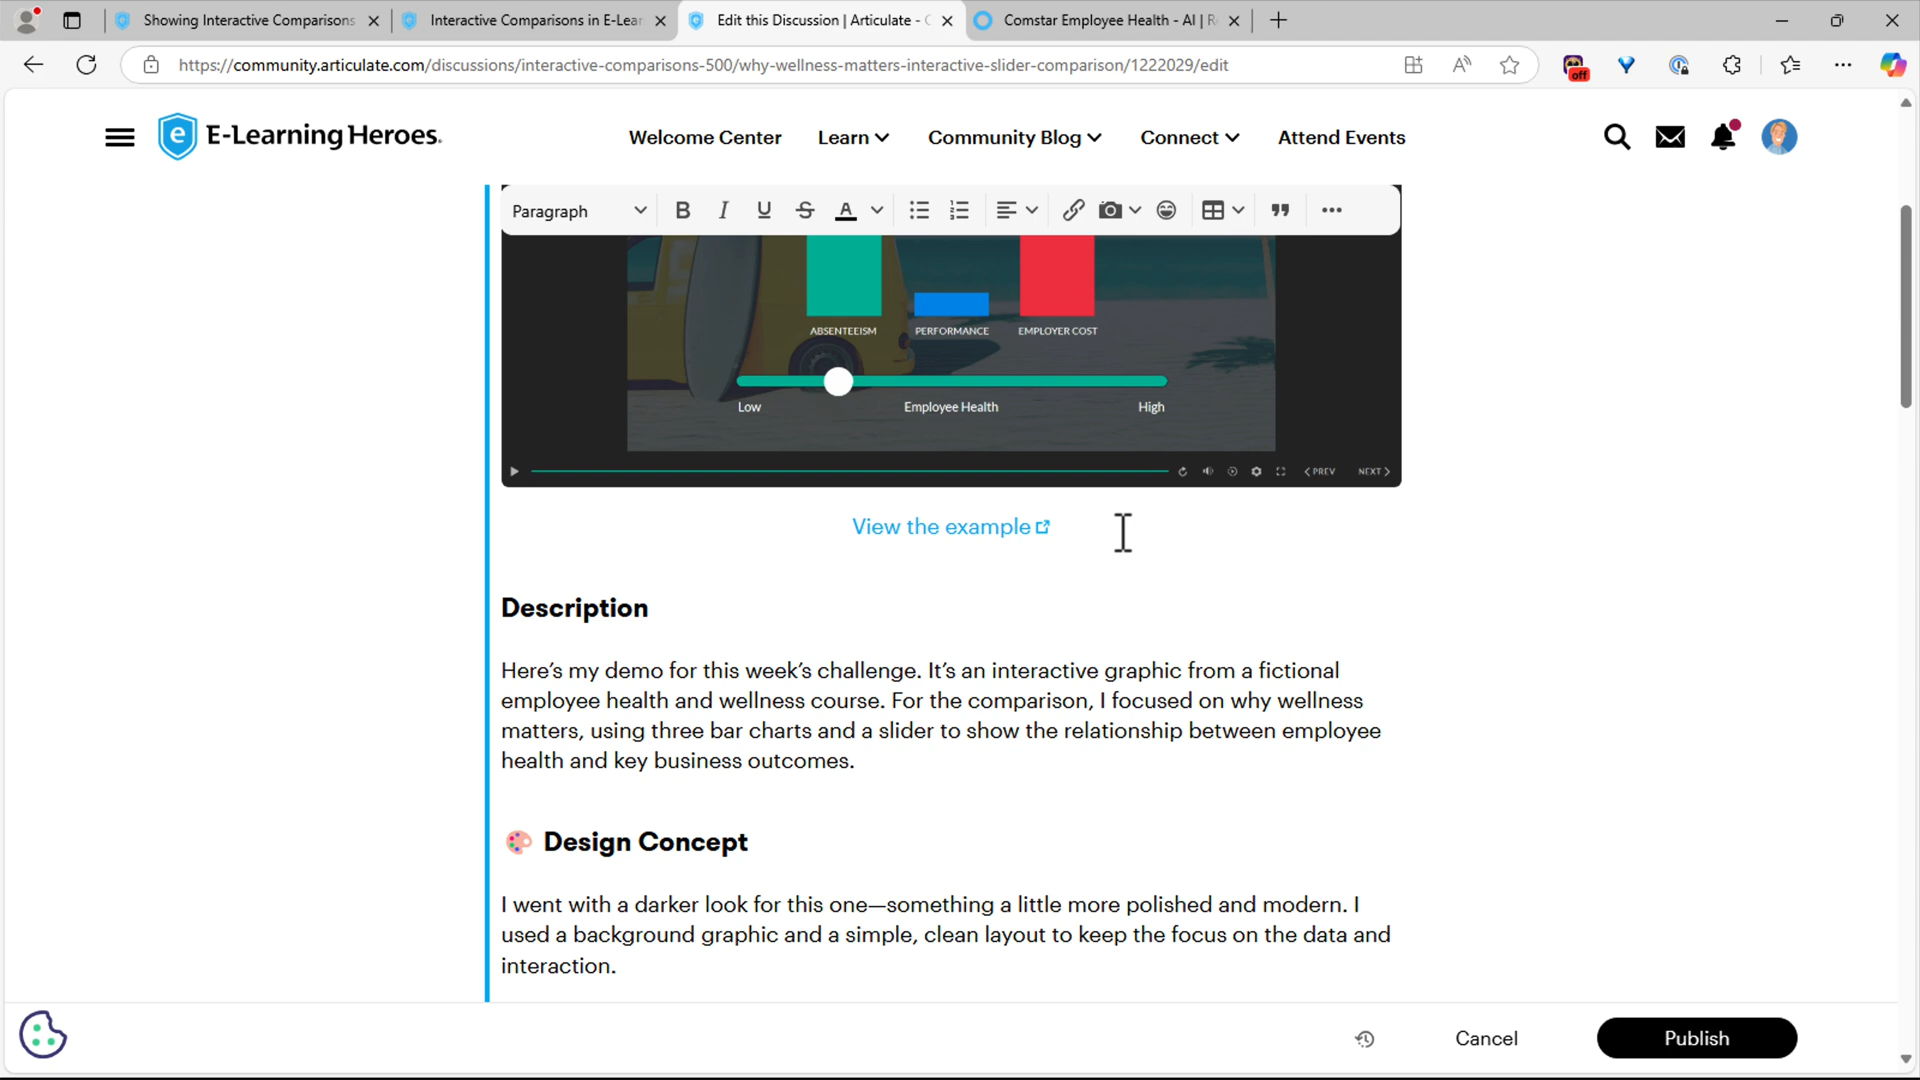 Showing Interactive Comparisons
Interactive Comparisons in E-Lear
Edit this Discussion | Articulate - C
Comstar Employee Health - AI | R
https://community.articulate.com/discussions/interactive-comparisons-500/why-wellness-matters-interactive-slider-comparison/1222029/edit
off
E-Learning Heroes.
Welcome Center
Learn
Community Blog
Connect
Attend Events
Paragraph
ABSENTEEISM
PERFORMANCE
EMPLOYER COST
Low
Employee Health
High
PREV
NEXT
View the example
Description
Here's my demo for this week's challenge. It's an interactive graphic from a fictional
employee health and wellness course. For the comparison, I focused on why wellness
matters, using three bar charts and a slider to show the relationship between employee
health and key business outcomes.
Design Concept
I went with a darker look for this one—something a little more polished and modern. I
used a background graphic and a simple, clean layout to keep the focus on the data and
interaction.
Cancel
Publish